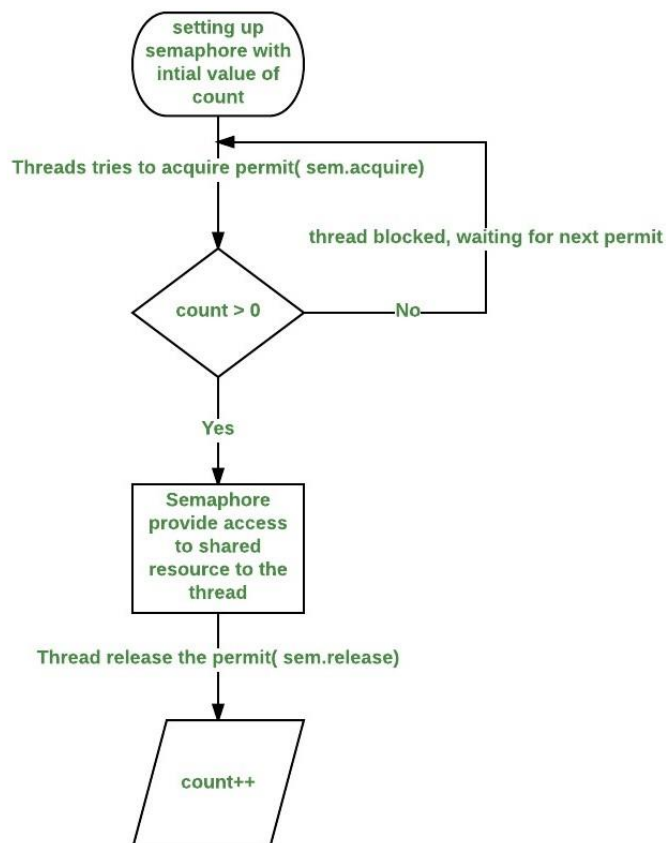 setting up
semaphore with
intial value of
count
Threads tries to acquire permit( sem.acquire)
thread blocked, waiting for next permit
count > 0
No
Yes
Semaphore
provide access
to shared
resource to the
thread
Thread release the permit( sem.release)
count++